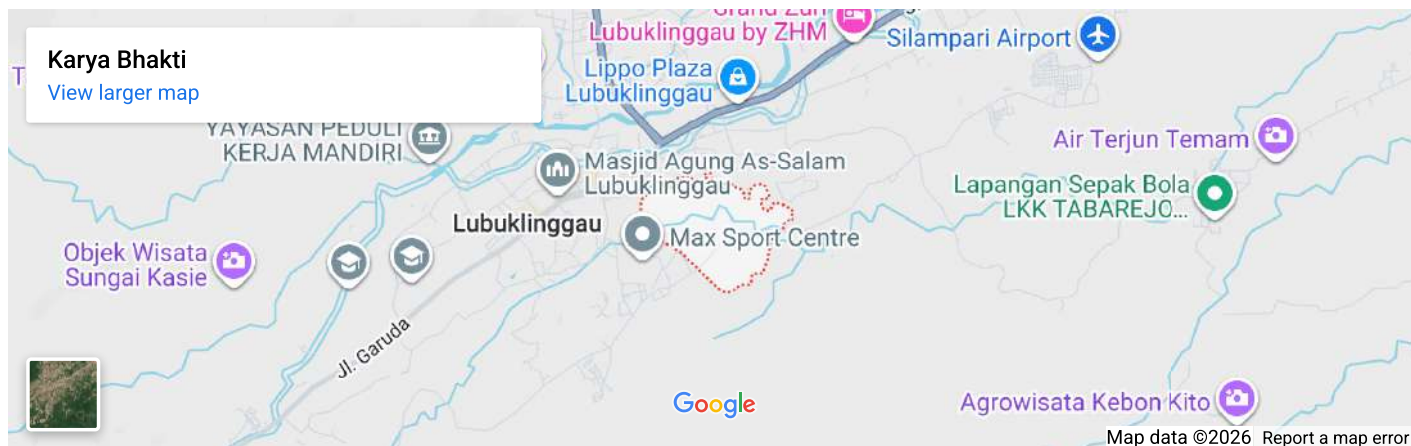 Karya Bhakti
View larger map
Lubuklinggau by ZHM
Silampari Airport
Lippo Plaza
Lubuklinggau
YAYASAN PEDULI
KERJA MANDIRI
Masjid Agung As-Salam
Lubuklinggau
Air Terjun Temam
Lapangan Sepak Bola
LKK TABAREJO...
Lubuklinggau
Max Sport Centre
Objek Wisata
Sungai Kasie
Jl. Garuda
Google
Agrowisata Kebon Kito
Map data ©2026 Report a map error